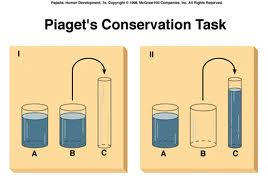 Papalia, Human Development, 7e. Copyright © 1998. McGraw-Hill Companies, Inc. All Rights Reserved.
Piaget's Conservation Task
I
II
A
B
C
A
B
C